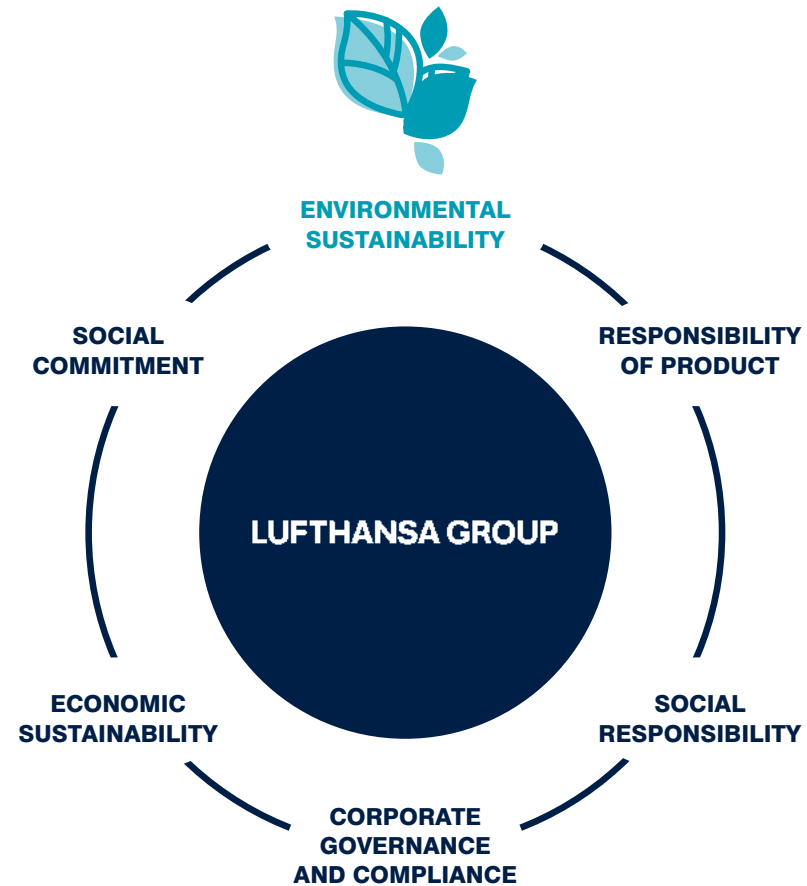 ENVIRONMENTAL
SUSTAINABILITY
SOCIAL
COMMITMENT
RESPONSIBILITY
OF PRODUCT
LUFTHANSA GROUP
ECONOMIC
SUSTAINABILITY
SOCIAL
RESPONSIBILITY
CORPORATE
GOVERNANCE
AND COMPLIANCE